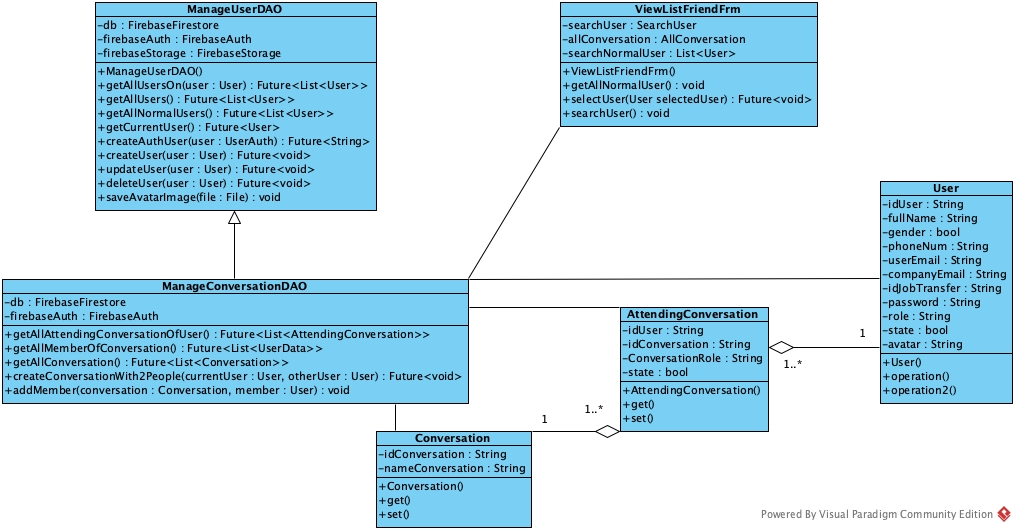 ManageUserDAO
-db : FirebaseFirestore
-firebaseAuth : FirebaseAuth
-firebaseStorage : FirebaseStorage
+ManageUserDAO()
+getAllUsersOn(user : User) : Future<List<User>>
+getAllUsers() : Future<List<User>>
+getAllNormalUsers() : Future<List<User>>
+getCurrentUser() : Future<User>
+createAuthUser(user : UserAuth) : Future<String>
+createUser(user : User) : Future<void>
+updateUser(user : User) : Future<void>
+deleteUser(user : User) : Future<void>
+saveAvatarImage(file : File) : void
ViewListFriendFrm
-searchUser : SearchUser
-allConversation : AllConversation
-searchNormalUser : List<User>
+ViewListFriendFrm()
+getAllNormalUser() : void
+selectUser(User selectedUser) : Future<void>
+searchUser() : void
User
-idUser : String
-fullName : String
-gender : bool
-phoneNum : String
-userEmail : String
-companyEmail : String
-idJobTransfer : String
-password : String
-role : String
-state : bool
-avatar : String
+User()
+operation()
+operation2()
ManageConversationDAO
-db : FirebaseFirestore
-firebaseAuth : FirebaseAuth
+getAllAttendingConversationOfUser() : Future<List<AttendingConversation>>
+getAllMemberOfConversation() : Future<List<UserData>>
+getAllConversation() : Future<List<Conversation>>
+createConversationWith2People(currentUser : User, otherUser : User) : Future<void>
+addMember(conversation : Conversation, member : User) : void
AttendingConversation
-idUser : String
-idConversation : String
-ConversationRole : String
-state : bool
+AttendingConversation()
+get()
+set()
1
1..*
1..*
1
Conversation
-idConversation : String
-nameConversation : String
+Conversation()
+get()
+set()
Powered By Visual Paradigm Community Edition